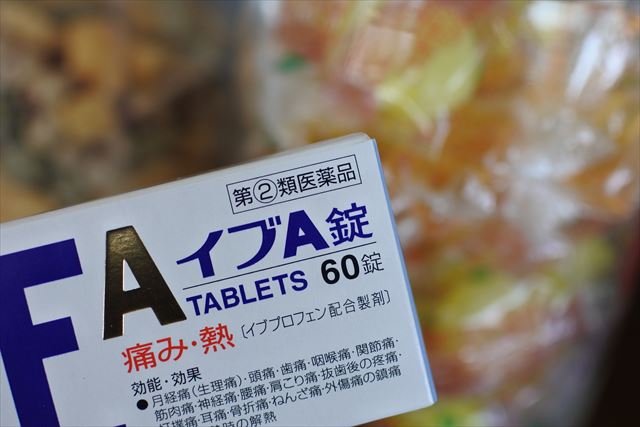 第②類医薬品
A イブA錠
TABLETS 60錠
痛み・熱 〔イブプロフェン配合製剤〕
効能・効果
●月経痛(生理痛)・頭痛・歯痛・咽喉痛・関節痛・
筋肉痛・神経痛・腰痛・肩こり痛・抜歯後の疼痛・
打撲痛・耳痛・骨折痛・ねんざ痛・外傷痛の鎮痛
時の解熱